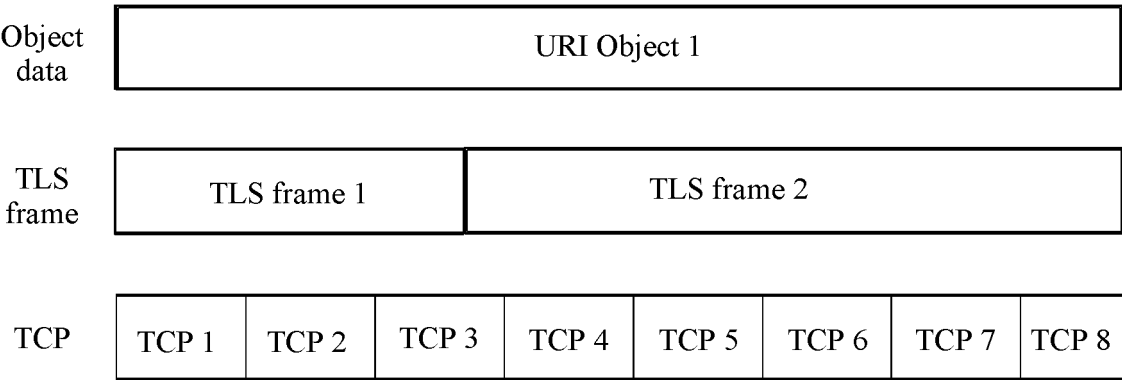 Object
data
URI Object 1
TLS
frame
TLS frame 1
TLS frame 2
TCP
TCP 1
TCP 2
TCP 3
TCP 4
TCP 5
TCP 6
TCP 7
TCP 8